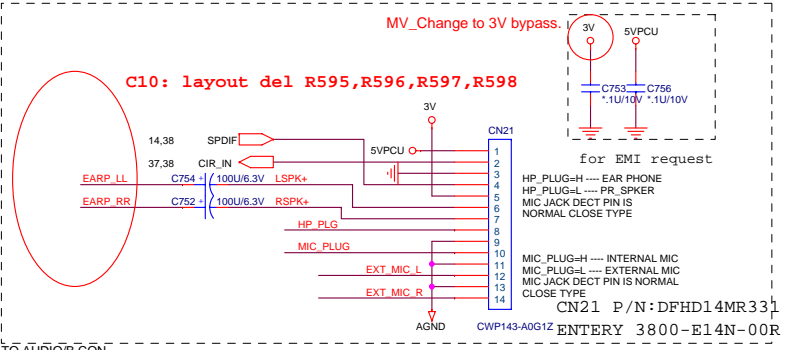 MV_Change to 3V bypass.
3V
5VPCU
C10: layout del R595,R596,R597,R598
C753
*.1U/10V
C756
*.1U/10V
for EMI request
3V
CN21
14,38 SPDIF
5VPCU
37,38 CIR_IN
EARP_LL C754 + 100U/6.3V LSPK+
EARP_RR C752 + 100U/6.3V RSPK+
HP_PLG
MIC_PLUG
EXT_MIC_L
EXT_MIC_R
1
2
3
4
5
6
7
8
9
10
11
12
13
14
HP_PLUG=H ---- EAR PHONE
HP_PLUG=L ---- PR_SPKER
MIC JACK DECT PIN IS
NORMAL CLOSE TYPE
MIC_PLUG=H ---- INTERNAL MIC
MIC_PLUG=L ---- EXTERNAL MIC
MIC JACK DECT PIN IS NORMAL
CLOSE TYPE
CN21 P/N:DFHD14MR331
AGND
CWP143-A0G1Z
ENTERY 3800-E14N-00R
TO AUDIO/B CON